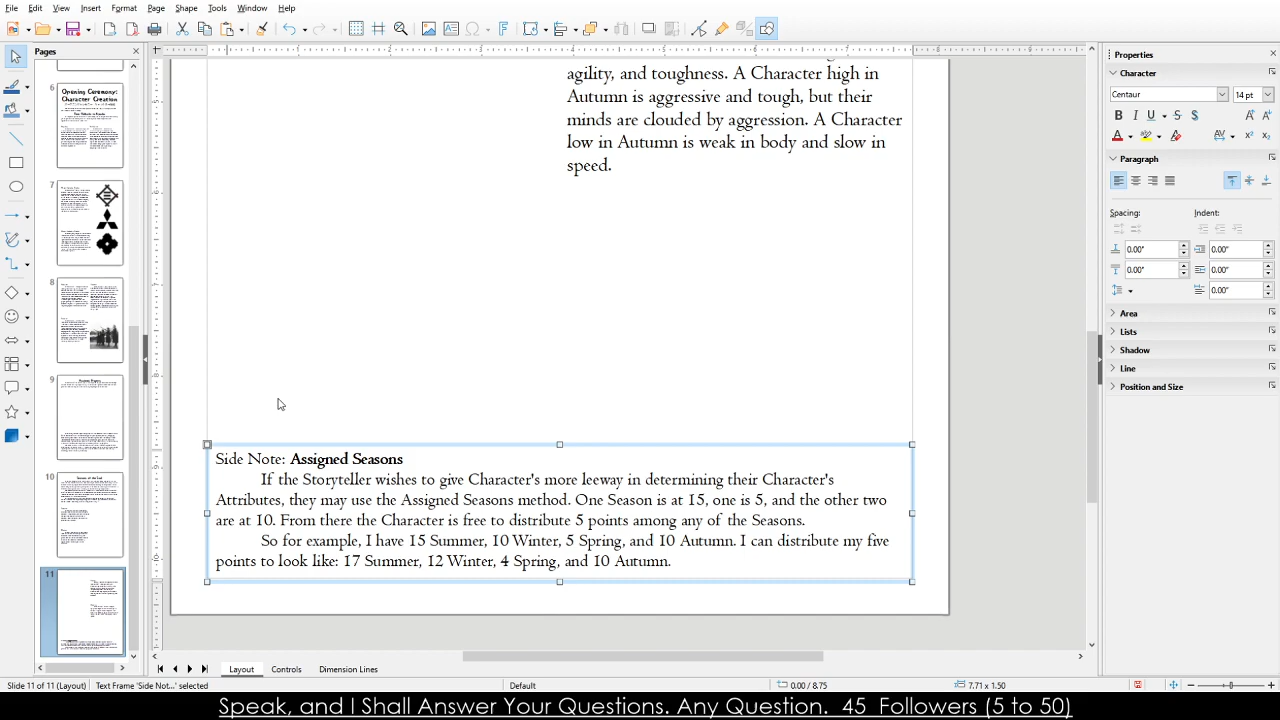 File Edit View Insert Format Page Shape Tools Window Help
Pages
6
Opening Ceremony:
Character Creation
7
8
9
10
11
agility, and toughness. A Character high in
Autumn is aggressive and tough, but their
minds are clouded by aggression. A Character
low in Autumn is weak in body and slow in
speed.
Side Note: Assigned Seasons
If the Storyteller wishes to give Character's more leeway in determining their Character's
Attributes, they may use the Assigned Seasons method. One Season is at 15, one is 5, and the other two
are at 10. From there the Character is free to distribute 5 points among any of the Seasons.
So for example, I have 15 Summer, 10 Winter, 5 Spring, and 10 Autumn. I can distribute my five
points to look like: 17 Summer, 12 Winter, 4 Spring, and 10 Autumn.
Properties
Character
Centaur 14 pt
Paragraph
Spacing: Indent:
0.00" 0.00"
0.00" 0.00"
0.00"
Area
Lists
Shadow
Line
Position and Size
Layout Controls Dimension Lines
Slide 11 of 11 (Layout) Text Frame 'Side Not...' selected Default 0.00 / 8.75 7.71 x 1.50
Speak, and I Shall Answer Your Questions. Any Question. 45 Followers (5 to 50)